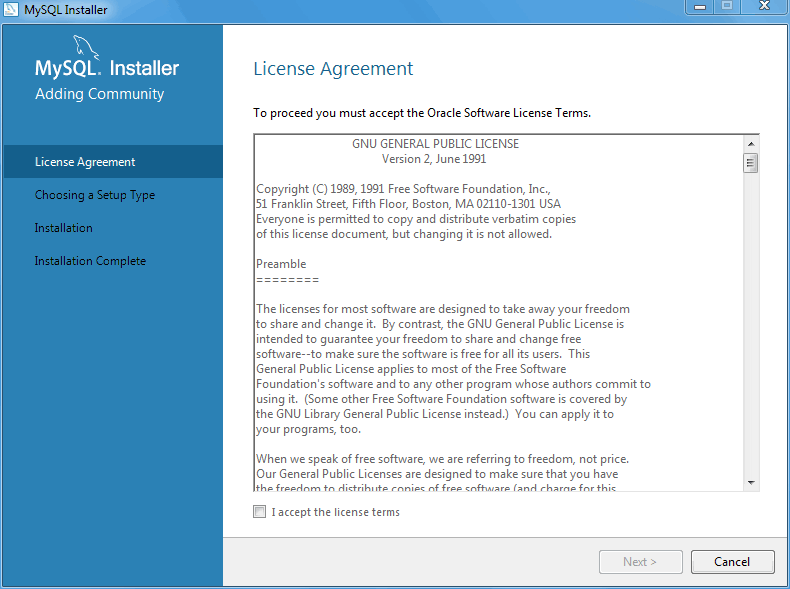 MySQL Installer
MySQL. Installer
Adding Community
License Agreement
Choosing a Setup Type
Installation
Installation Complete
License Agreement
To proceed you must accept the Oracle Software License Terms.
GNU GENERAL PUBLIC LICENSE
Version 2, June 1991
Copyright (C) 1989, 1991 Free Software Foundation, Inc.,
51 Franklin Street, Fifth Floor, Boston, MA 02110-1301 USA
Everyone is permitted to copy and distribute verbatim copies
of this license document, but changing it is not allowed.
Preamble
========
The licenses for most software are designed to take away your freedom
to share and change it.  By contrast, the GNU General Public License is
intended to guarantee your freedom to share and change free
software--to make sure the software is free for all its users.  This
General Public License applies to most of the Free Software
Foundation's software and to any other program whose authors commit to
using it.  (Some other Free Software Foundation software is covered by
the GNU Library General Public License instead.)  You can apply it to
your programs, too.
When we speak of free software, we are referring to freedom, not price.
Our General Public Licenses are designed to make sure that you have
the freedom to distribute copies of free software (and charge for this
I accept the license terms
Next >
Cancel